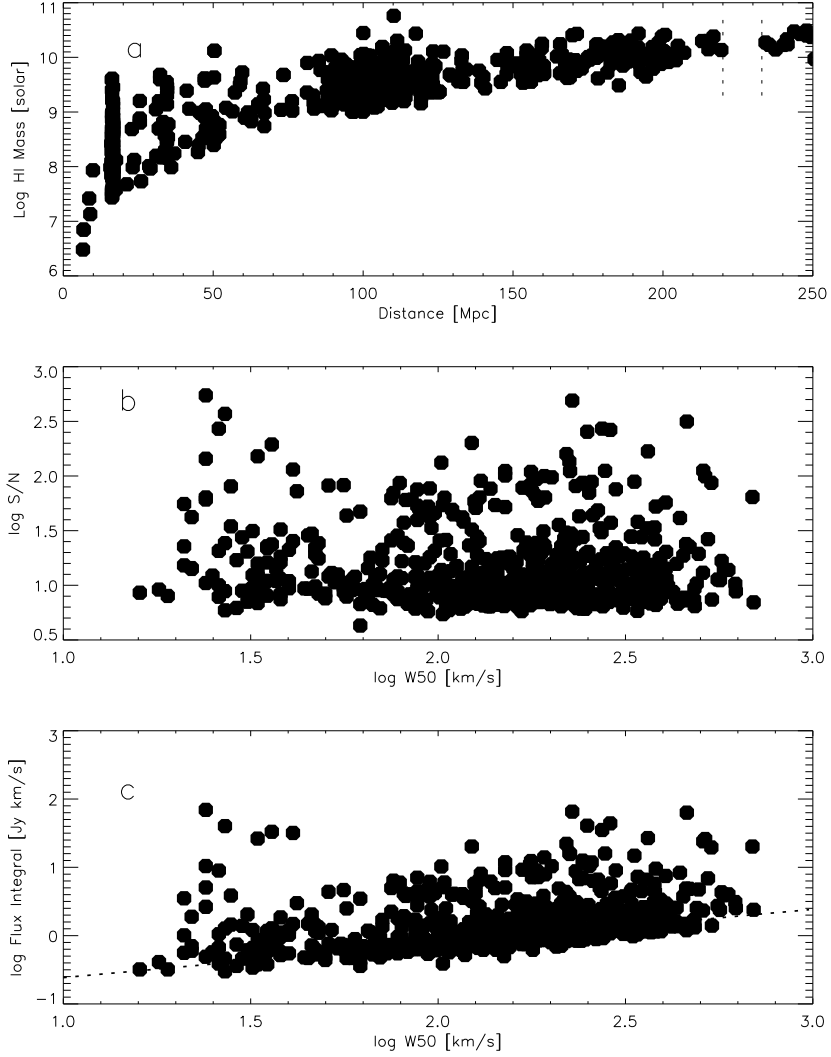 11
10
9
8
7
6
Log HI Mass [solar]
a
0 50 100 150 200 250
Distance [Mpc]
3.0
2.5
2.0
1.5
1.0
0.5
log S/N
b
1.0 1.5 2.0 2.5 3.0
log W50 [km/s]
3
2
1
0
-1
log Flux Integral [Jy km/s]
c
1.0 1.5 2.0 2.5 3.0
log W50 [km/s]